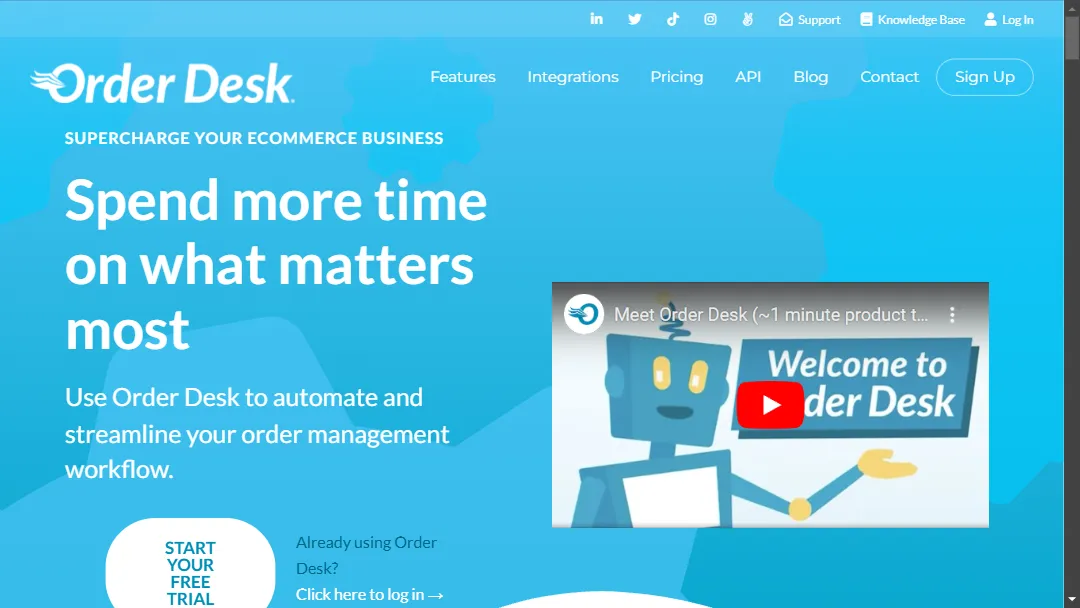 Support
Knowledge Base
Log In
Order Desk.
Features
Integrations
Pricing
API
Blog
Contact
Sign Up
SUPERCHARGE YOUR ECOMMERCE BUSINESS
Spend more time
on what matters
most
Use Order Desk to automate and
streamline your order management
workflow.
START
YOUR
FREE
TRIAL
Already using Order
Desk?
Click here to log in →
Meet Order Desk (~1 minute product t...
Welcome to
der Desk